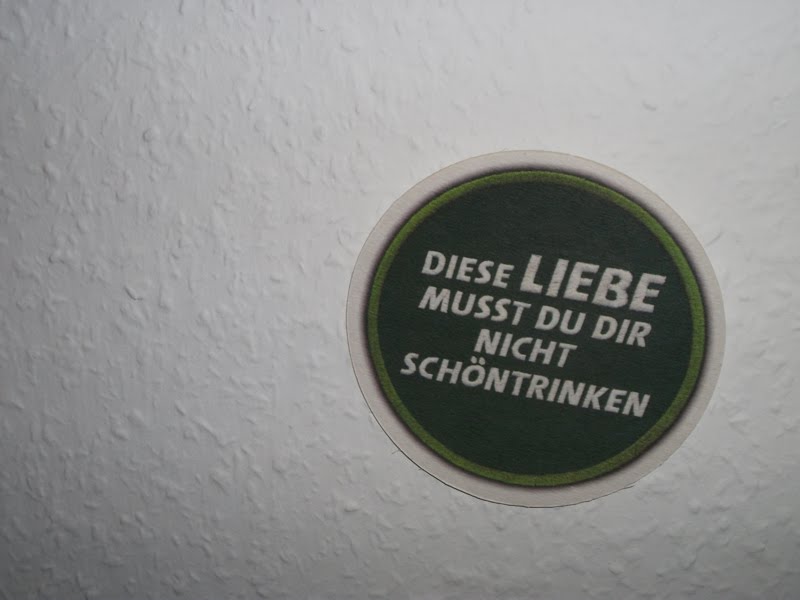 DIESE LIEBE
MUSST DU DIR
NICHT
SCHÖNTRINKEN